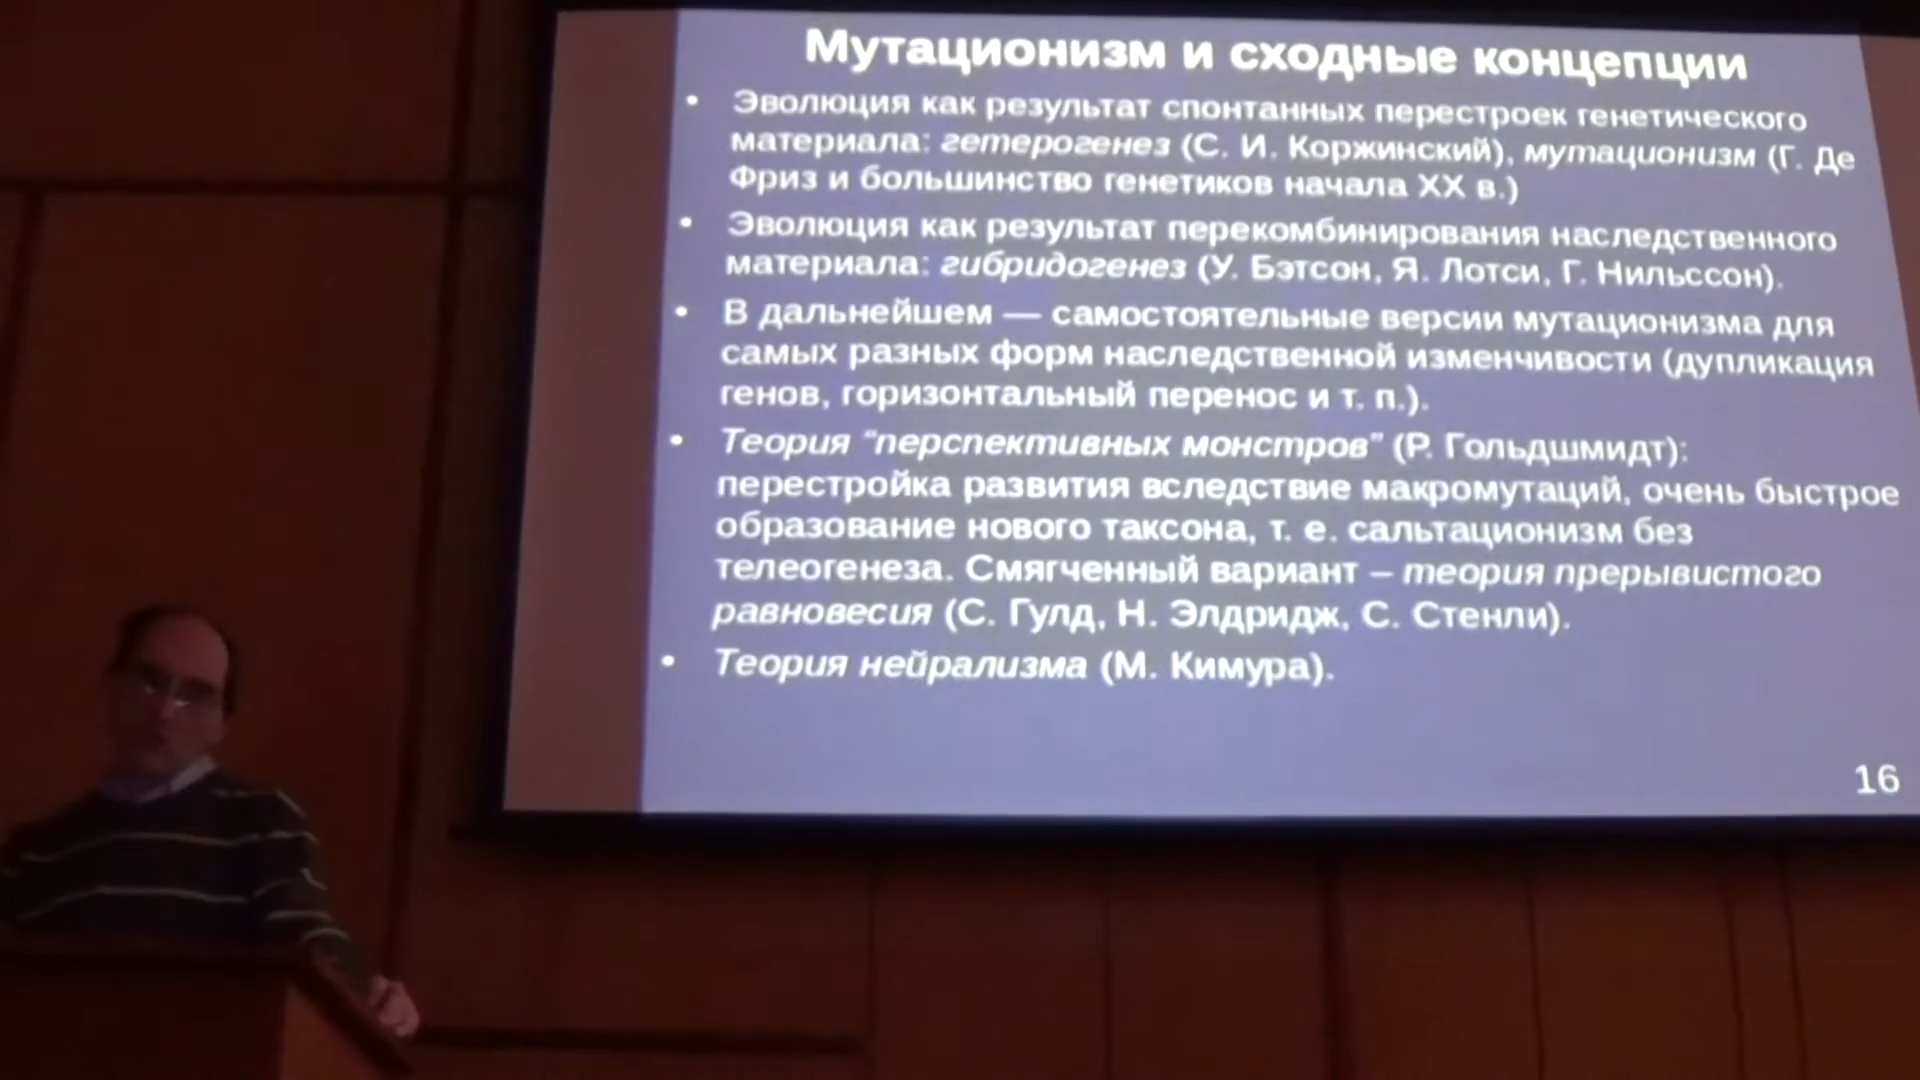 Мутационизм и сходные концепции
• Эволюция как результат спонтанных перестроек генетического
материала: гетерогенез (С. И. Коржинский), мутационизм (Г. Де
Фриз и большинство генетиков начала XX в.)
• Эволюция как результат перекомбинирования наследственного
материала: гибридогенез (У. Бэтсон, Я. Лотси, Г. Нильссон).
• В дальнейшем — самостоятельные версии мутационизма для
самых разных форм наследственной изменчивости (дупликация
генов, горизонтальный перенос и т. п.).
• Теория “перспективных монстров” (Р. Гольдшмидт):
перестройка развития вследствие макромутаций, очень быстрое
образование нового таксона, т. е. сальтационизм без
телеогенеза. Смягченный вариант – теория прерывистого
равновесия (С. Гулд, Н. Элдридж, С. Стенли).
• Теория нейрализма (М. Кимура).
16